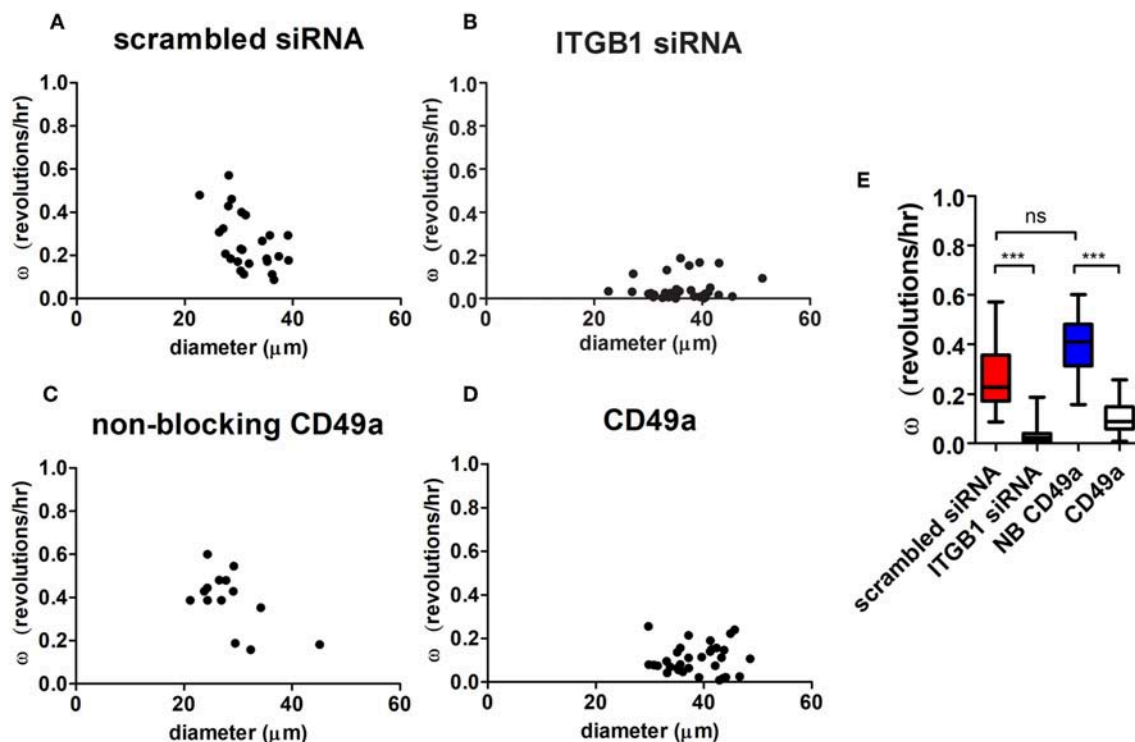 A
scrambled siRNA
1.0
0.8
0.6
0.4
0.2
0.0
0
20
40
60
ω (revolutions/hr)
diameter (μm)
B
ITGB1 siRNA
1.0
0.8
0.6
0.4
0.2
0.0
0
20
40
60
ω (revolutions/hr)
diameter (μm)
C
non-blocking CD49a
1.0
0.8
0.6
0.4
0.2
0.0
0
20
40
60
ω (revolutions/hr)
diameter (μm)
D
CD49a
1.0
0.8
0.6
0.4
0.2
0.0
0
20
40
60
ω (revolutions/hr)
diameter (μm)
E
1.0
0.8
0.6
0.4
0.2
0.0
ω (revolutions/hr)
ns
***
***
scrambled siRNA
ITGB1 siRNA
NB CD49a
CD49a